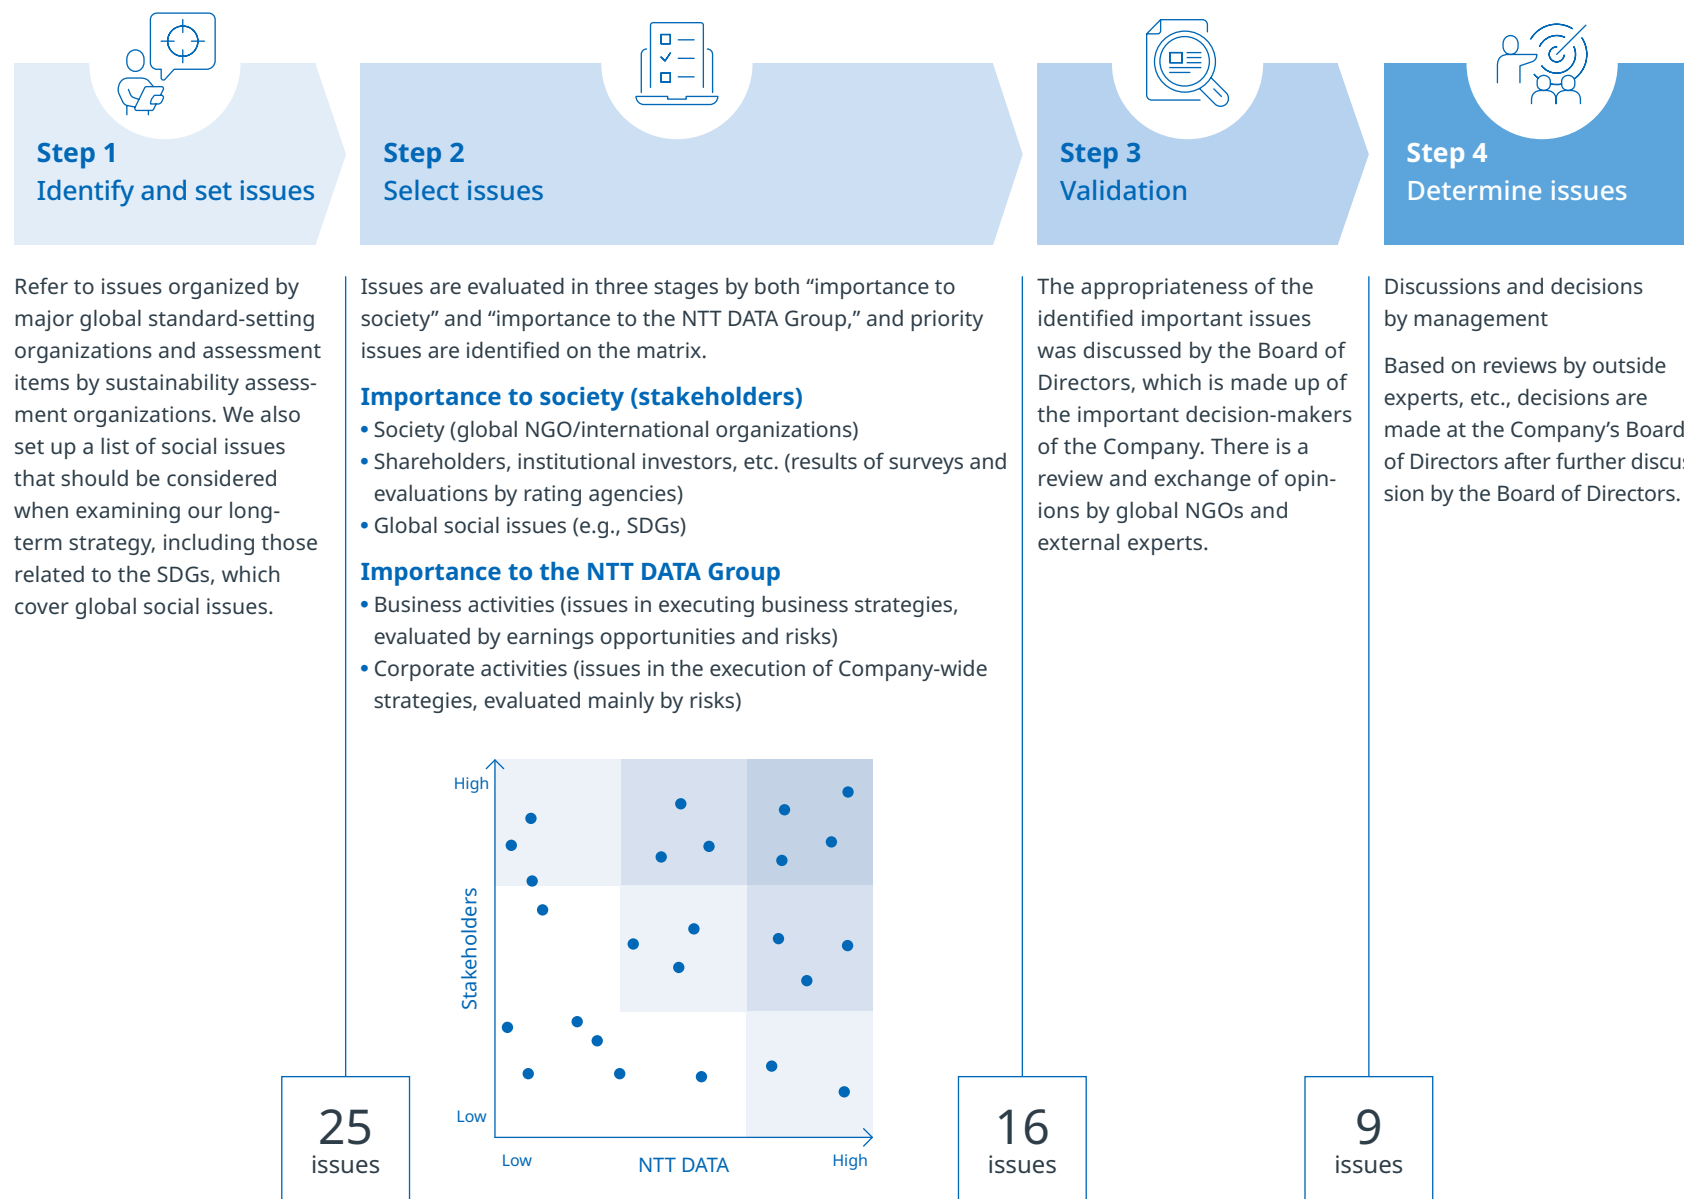 Step 1
Identify and set issues
Refer to issues organized by
major global standard-setting
organizations and assessment
items by sustainability assess-
ment organizations. We also
set up a list of social issues
that should be considered
when examining our long-
term strategy, including those
related to the SDGs, which
cover global social issues.
25
issues
Step 2
Select issues
Issues are evaluated in three stages by both “importance to
society” and “importance to the NTT DATA Group,” and priority
issues are identified on the matrix.
Importance to society (stakeholders)
• Society (global NGO/international organizations)
• Shareholders, institutional investors, etc. (results of surveys and
evaluations by rating agencies)
• Global social issues (e.g., SDGs)
Importance to the NTT DATA Group
• Business activities (issues in executing business strategies,
evaluated by earnings opportunities and risks)
• Corporate activities (issues in the execution of Company-wide
strategies, evaluated mainly by risks)
High
Stakeholders
Low
Low
NTT DATA
High
16
issues
Step 3
Validation
The appropriateness of the
identified important issues
was discussed by the Board of
Directors, which is made up of
the important decision-makers
of the Company. There is a
review and exchange of opin-
ions by global NGOs and
external experts.
9
issues
Step 4
Determine issues
Discussions and decisions
by management
Based on reviews by outside
experts, etc., decisions are
made at the Company’s Board
of Directors after further discus
sion by the Board of Directors.